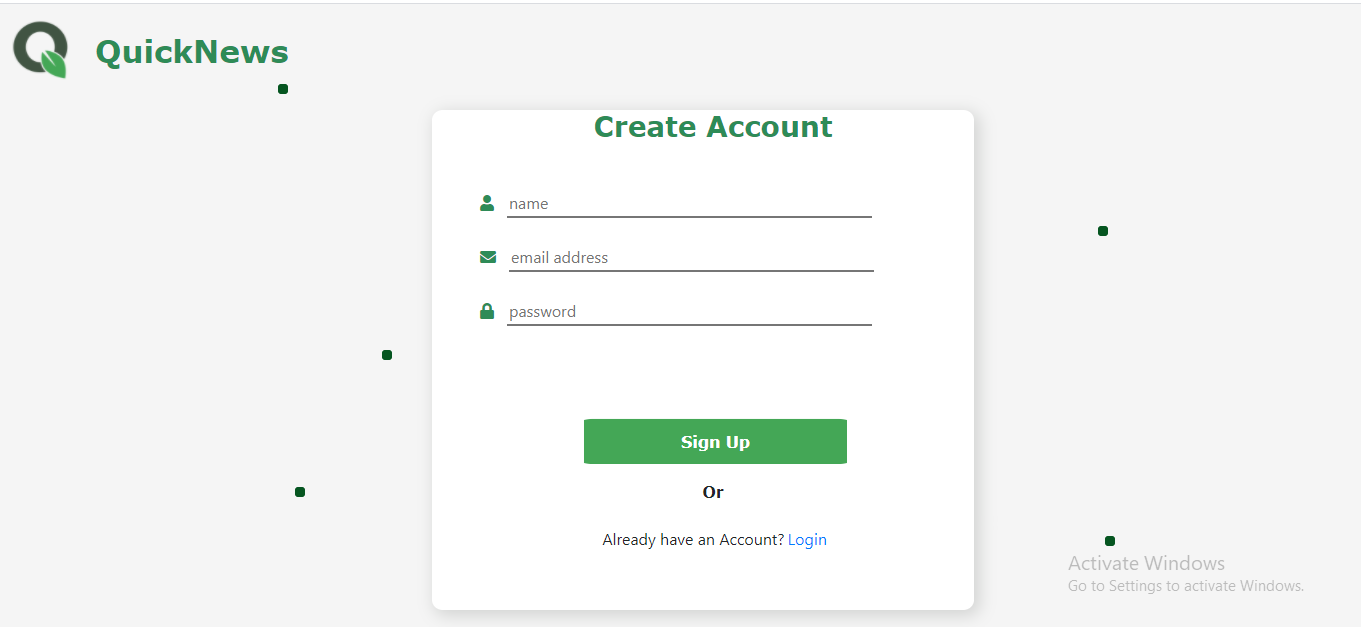 QuickNews
Create Account
name
email address
password
Sign Up
Or
Already have an Account? Login
Activate Windows
Go to Settings to activate Windows.